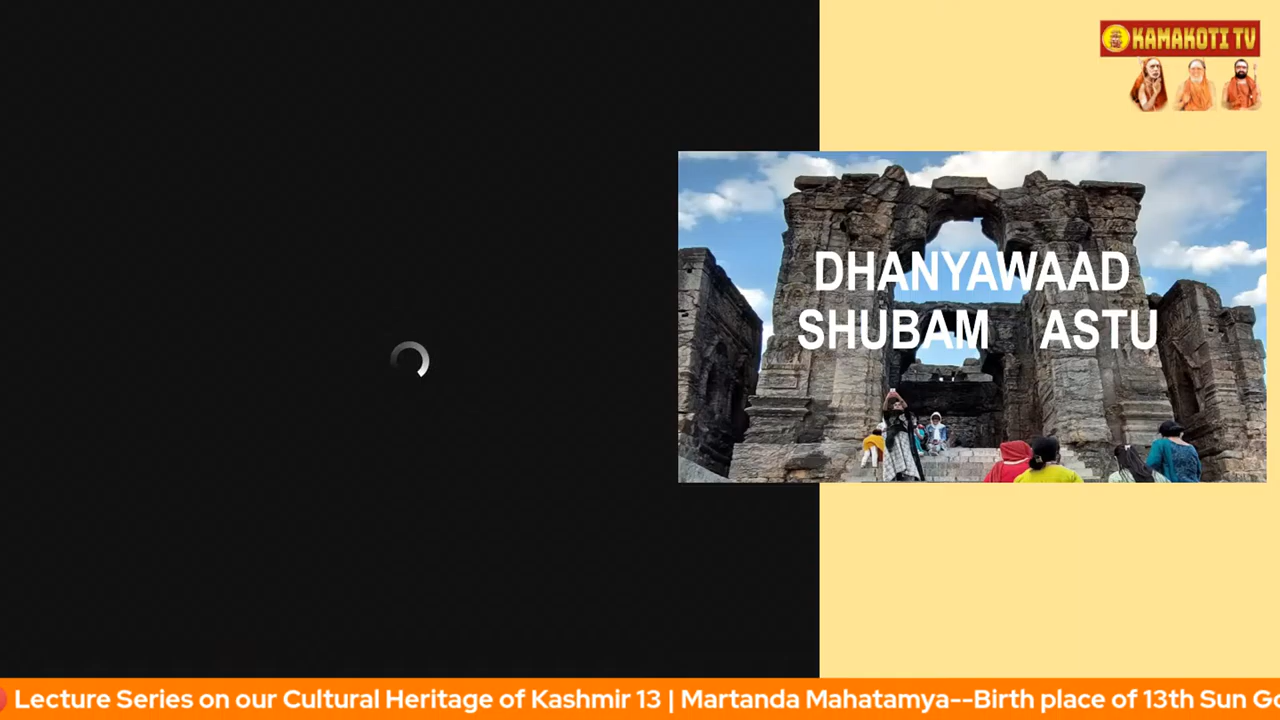 KAMAKOTI TV
DHANYAWAAD
SHUBAM ASTU
Lecture Series on our Cultural Heritage of Kashmir 13 | Martanda Mahatamya--Birth place of 13th Sun